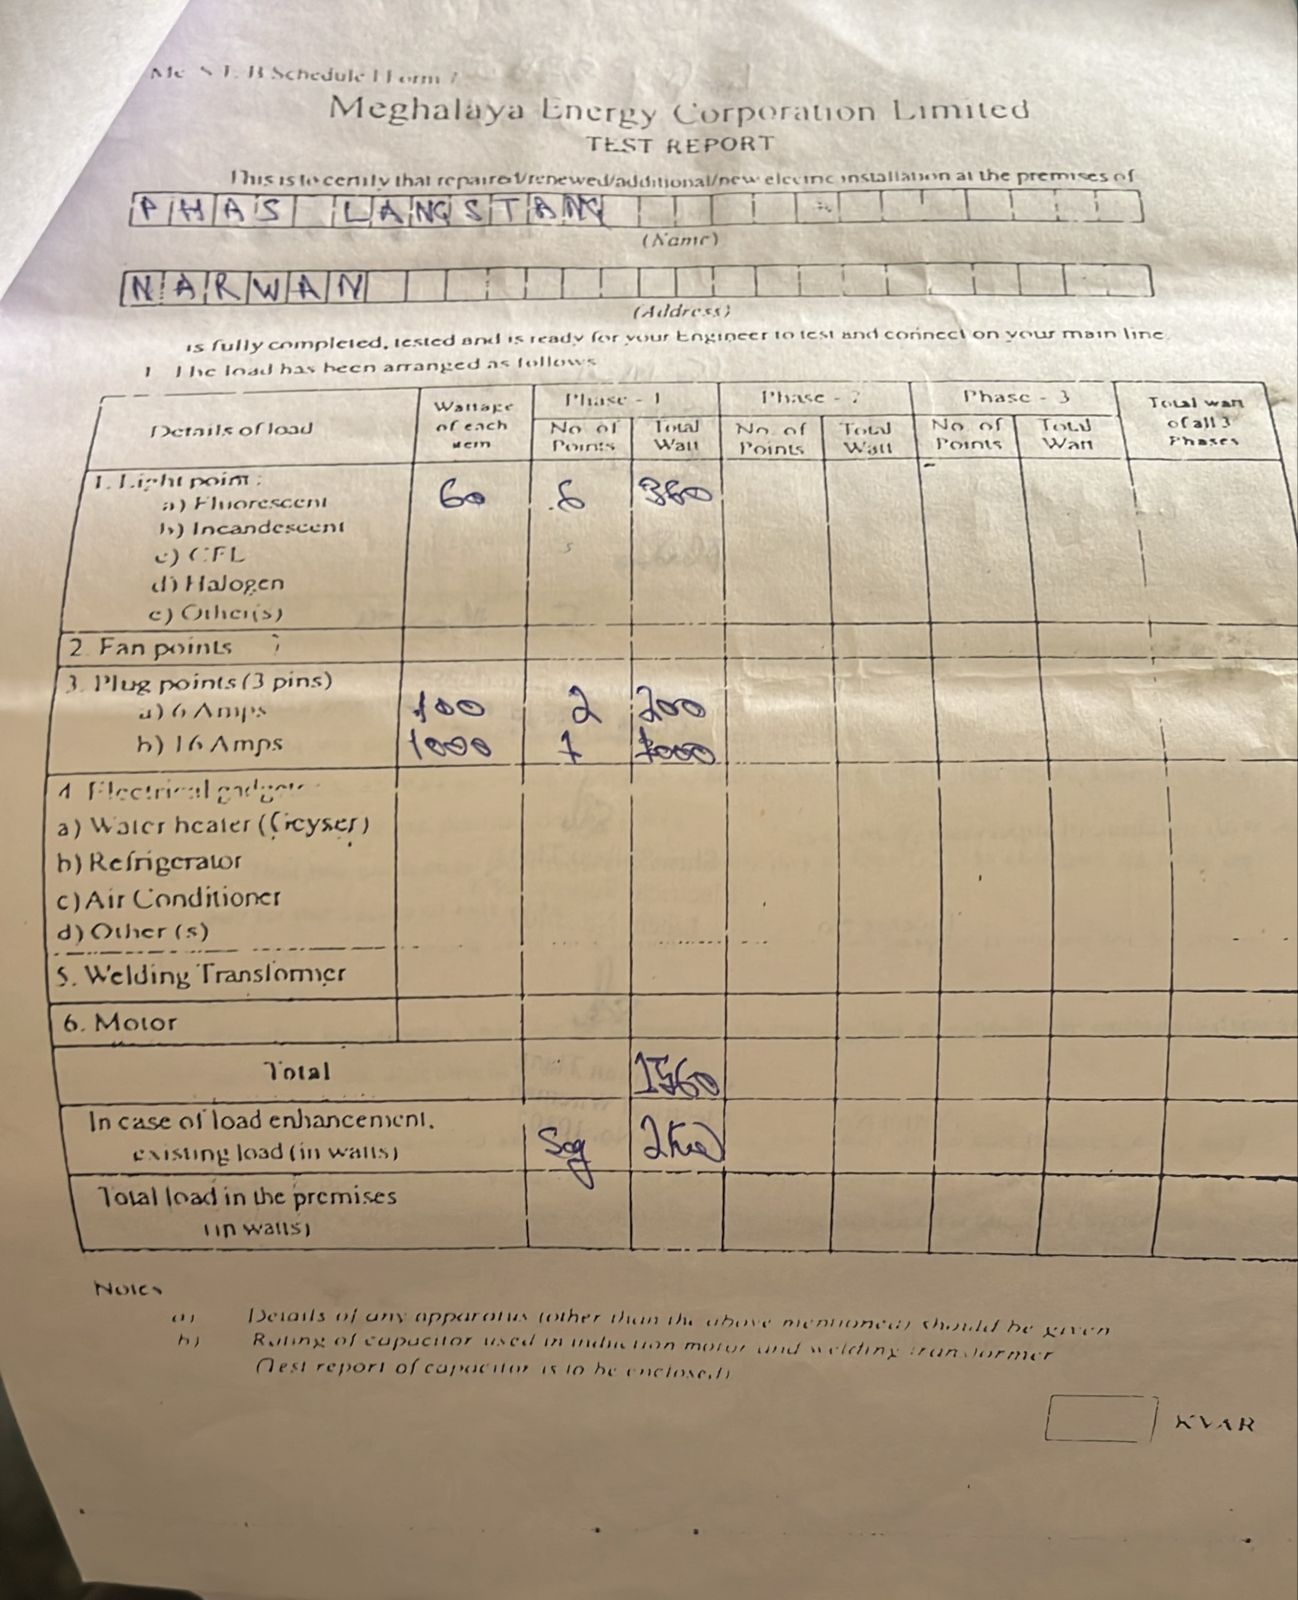 Me. S.E.B Schedule I Form 7
Meghalaya Energy Corporation Limited
TEST REPORT
This is to certify that repaired/renewed/additional/new electric installation at the premises of
PHAS LANGSTANG
(Name)
NARWAN
(Address)
is fully completed, tested and is ready for your Engineer to test and connect on your main line.
1 The load has been arranged as follows
Details of load Wattage of each item Phase - 1 Phase - 2 Phase - 3 Total watt of all 3 Phases
No. of Points Total Watt No. of Points Total Watt No. of Points Total Watt
1. Light point:
a) Fluorescent 60 6 360
b) Incandescent
c) CFL
d) Halogen
e) Other(s)
2. Fan points
3. Plug points (3 pins)
a) 6 Amps 100 2 200
b) 16 Amps 1000 1 1000
4 Electrical gadgets
a) Water heater (Geyser)
b) Refrigerator
c) Air Conditioner
d) Other (s)
5. Welding Transformer
6. Motor
Total 1560
In case of load enhancement,
existing load (in watts) 2KW
Total load in the premises
(in watts)
Notes
a) Details of any apparatus (other than the above mentioned) should be given
b) Rating of capacitor used in induction motor and welding transformer
(Test report of capacitor is to be enclosed)
KVAR